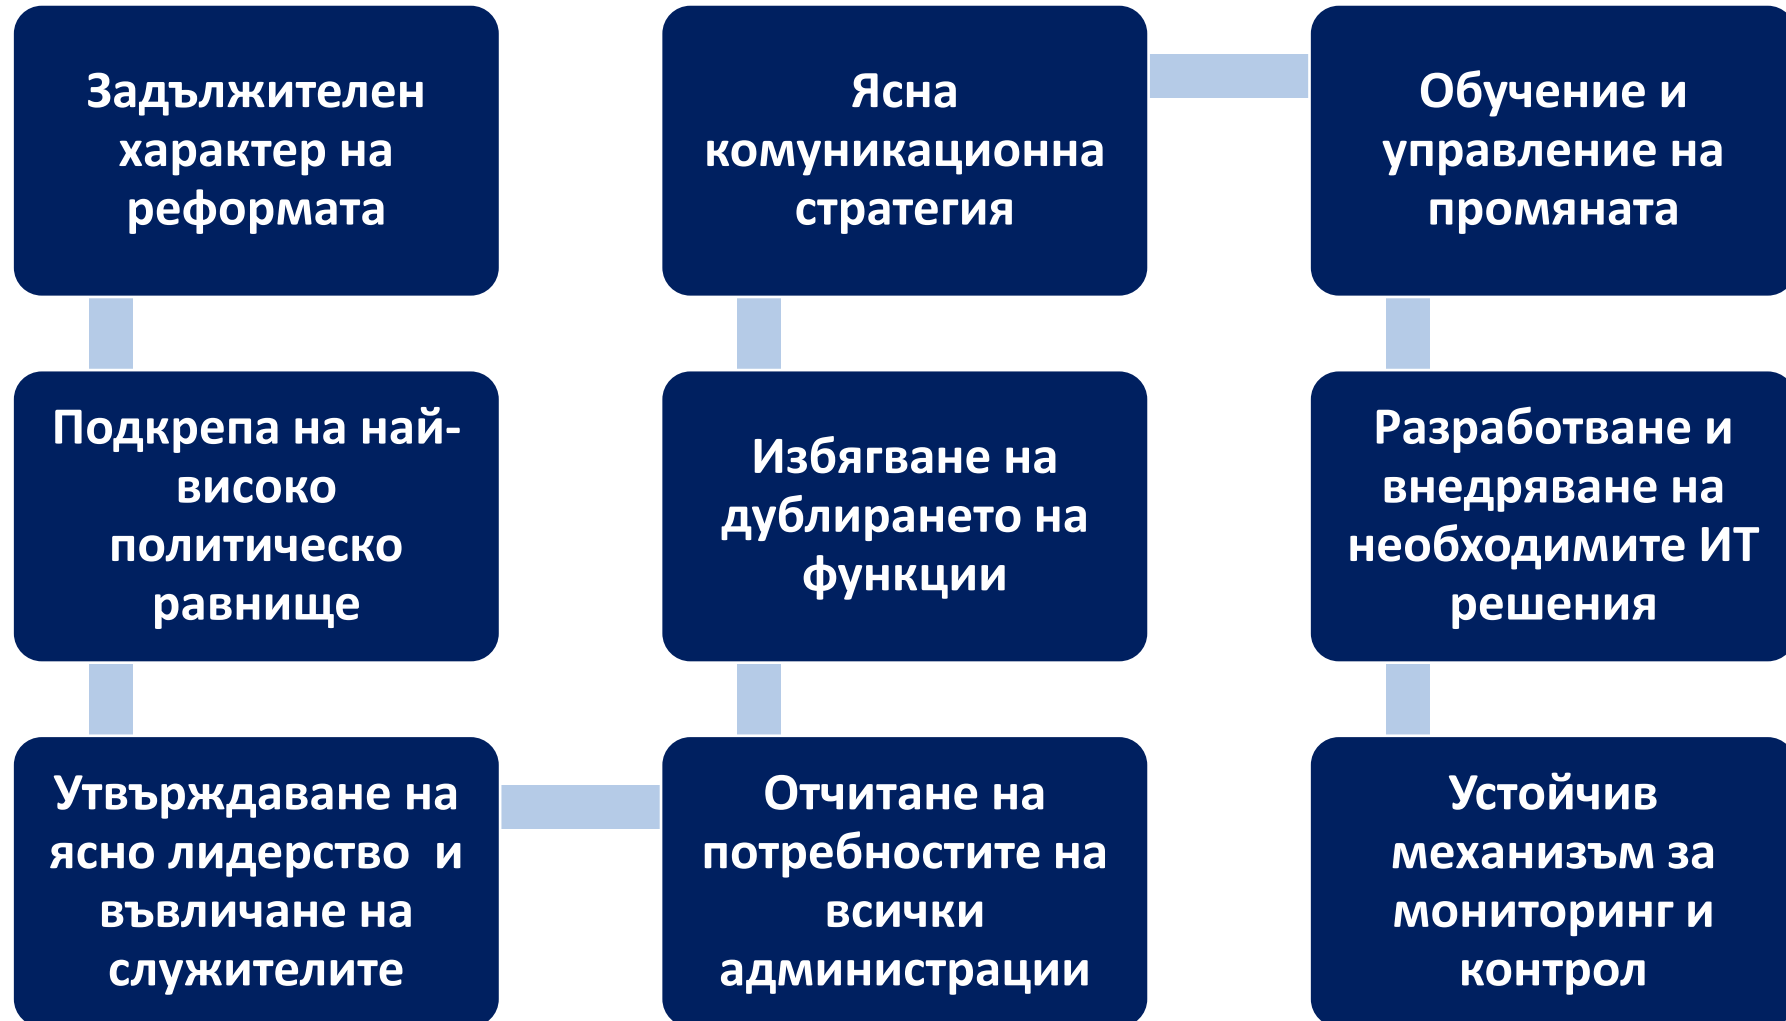 Задължителен
характер на
реформата
Подкрепа на най-
високо
политическо
равнище
Утвърждаване на
ясно лидерство  и
въвличане на
служителите
Отчитане на
потребностите на
всички
администрации
Избягване на
дублирането на
функции
Ясна
комуникационна
стратегия
Обучение и
управление на
промяната
Разработване и
внедряване на
необходимите ИТ
решения
Устойчив
механизъм за
мониторинг и
контрол